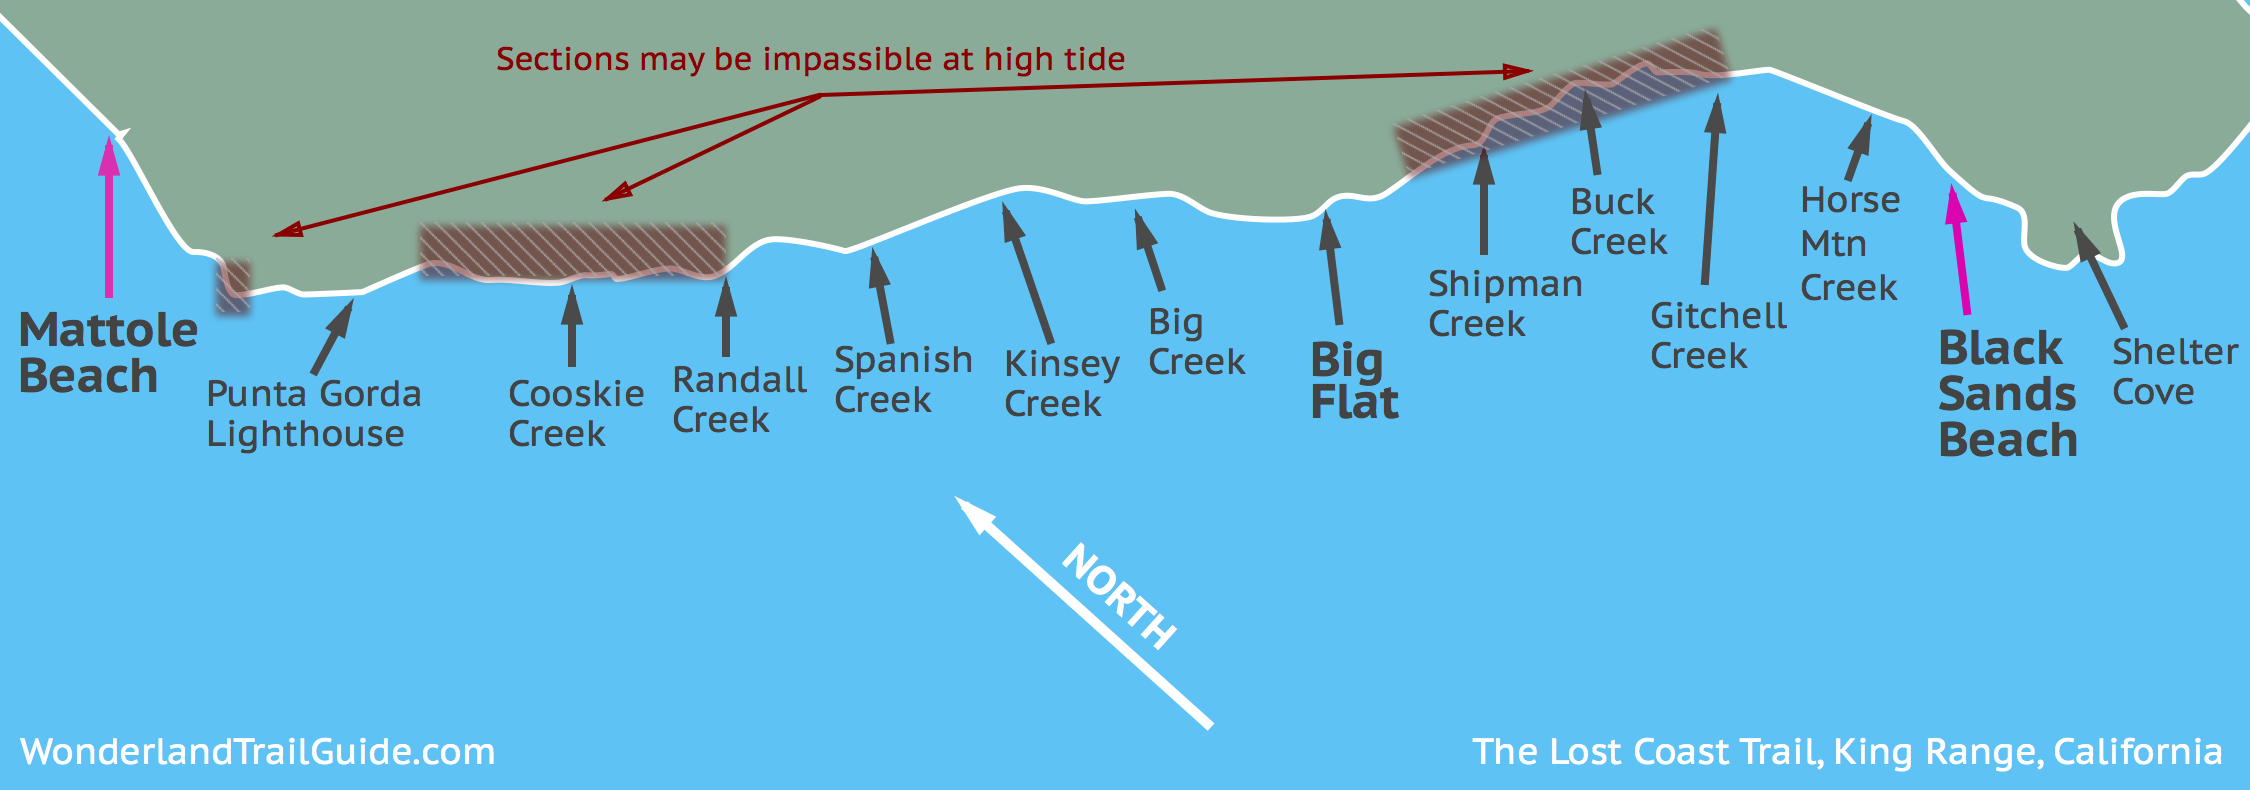 Sections may be impassible at high tide
Mattole
Beach
Punta Gorda
Lighthouse
Cooskie
Creek
Randall
Creek
Spanish
Creek
Kinsey
Creek
Big
Creek
Big
Flat
Shipman
Creek
Buck
Creek
Gitchell
Creek
Horse
Mtn
Creek
Black
Sands
Beach
Shelter
Cove
NORTH
WonderlandTrailGuide.com
The Lost Coast Trail, King Range, California